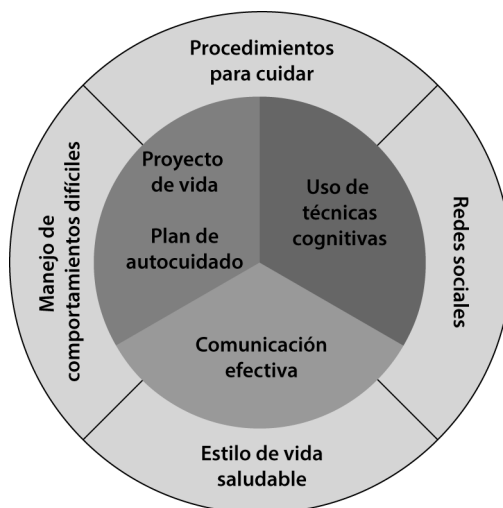 Procedimientos
para cuidar
Manejo de
comportamientos difíciles
Proyecto
de vida
Plan de
autocuidado
Uso de
técnicas
cognitivas
Redes sociales
Comunicación
efectiva
Estilo de vida
saludable